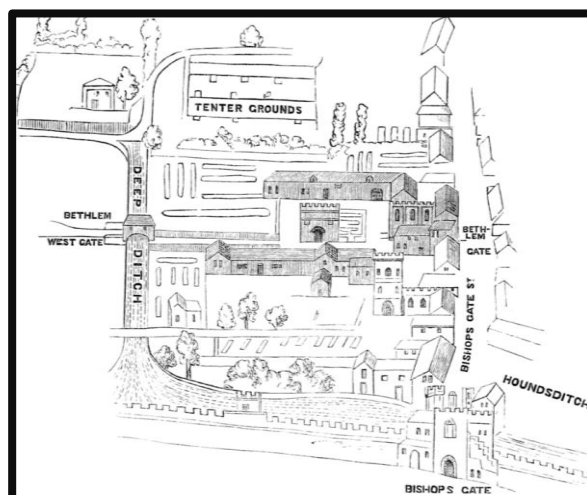 TENTER GROUNDS
DEEP
DITCH
BETHLEM
WEST GATE
BETH-
LEM
GATE
BISHOPS GATE ST.
HOUNDSDITCH
BISHOPS GATE